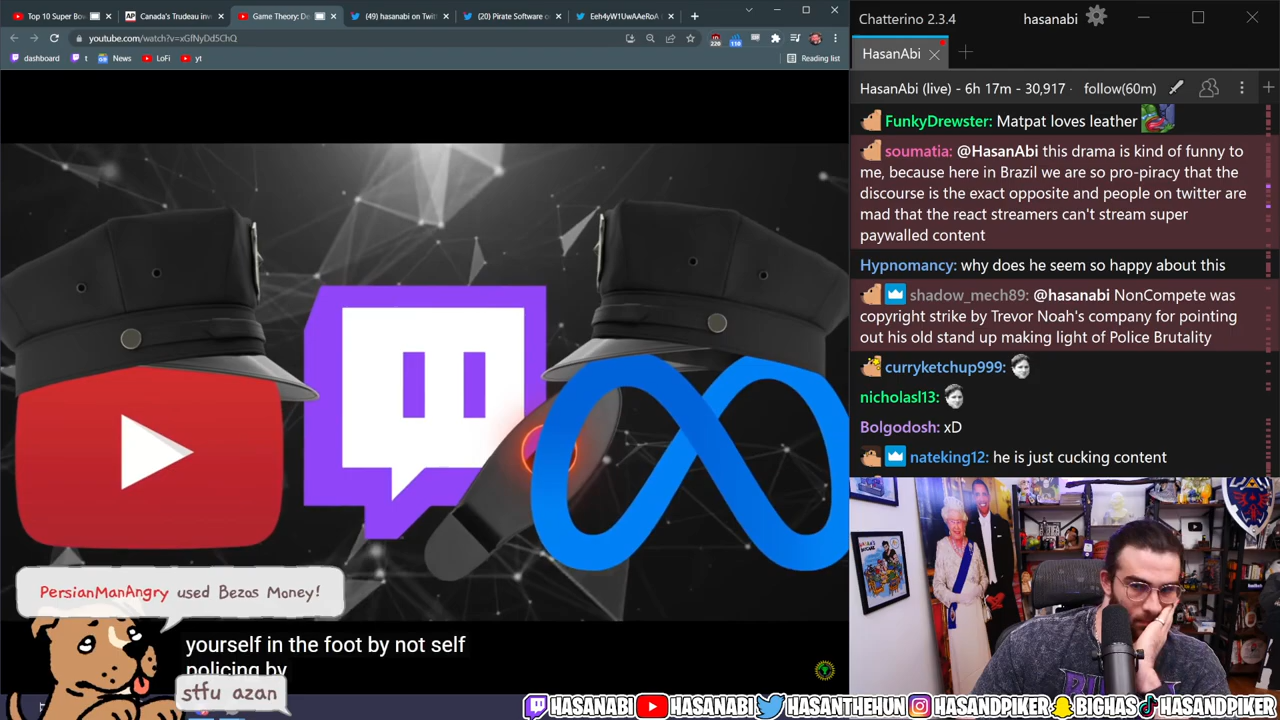 Top 10 Super Bo
Canada's Trudeau inv
Game Theory: De
(49) hasanabi on Twit
(20) Pirate Software o
Eeh4yW1UwAAeRoA
youtube.com/watch?v=xGfNyDd5ChQ
220
110
dashboard
t
News
LoFi
yt
Reading list
PersianManAngry used Bezos Money!
yourself in the foot by not self
policing by
stfu azan
Chatterino 2.3.4
hasanabi
HasanAbi
HasanAbi (live) - 6h 17m - 30,917 ·
follow(60m)
FunkyDrewster: Matpat loves leather
soumatia: @HasanAbi this drama is kind of funny to
me, because here in Brazil we are so pro-piracy that the
discourse is the exact opposite and people on twitter are
mad that the react streamers can't stream super
paywalled content
Hypnomancy: why does he seem so happy about this
shadow_mech89: @hasanabi NonCompete was
copyright strike by Trevor Noah's company for pointing
out his old stand up making light of Police Brutality
curryketchup999:
nicholasl13:
Bolgodosh: xD
nateking12: he is just cucking content
HASANABI
HASANABI
HASANTHEHUN
HASANDPIKER
BIGHAS
HASANDPIKER